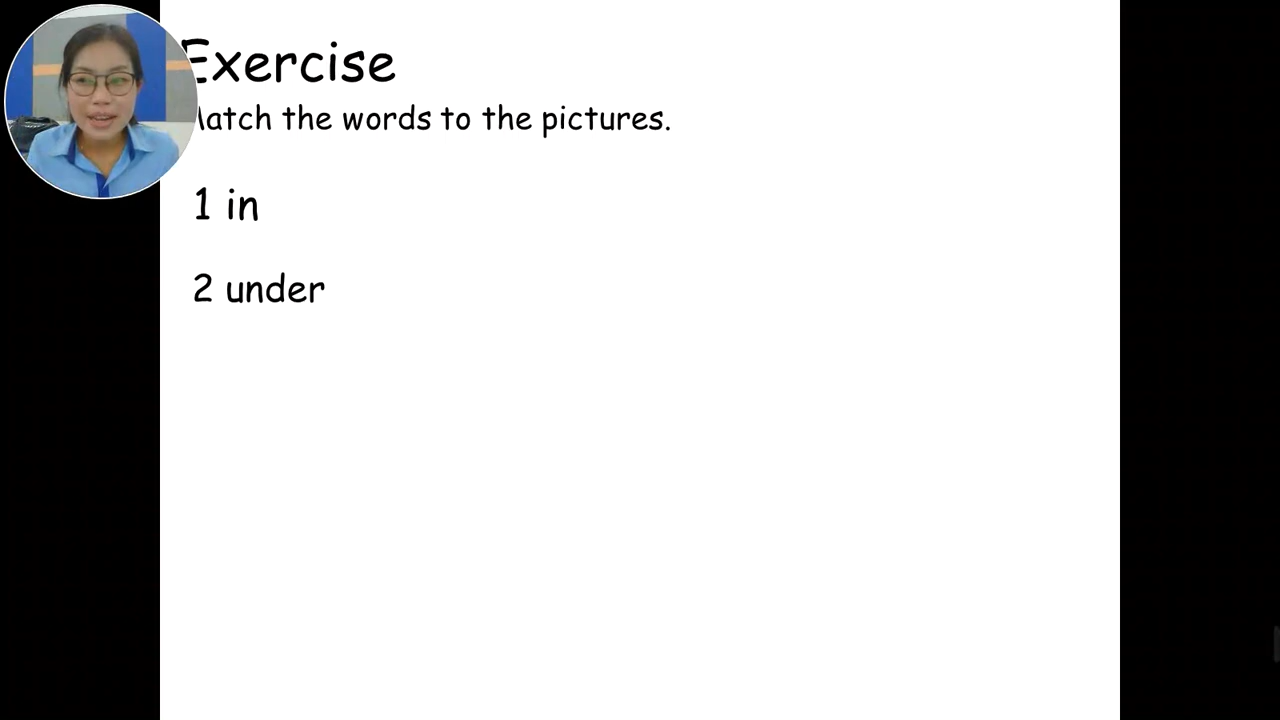 Exercise
Match the words to the pictures.
1 in
2 under